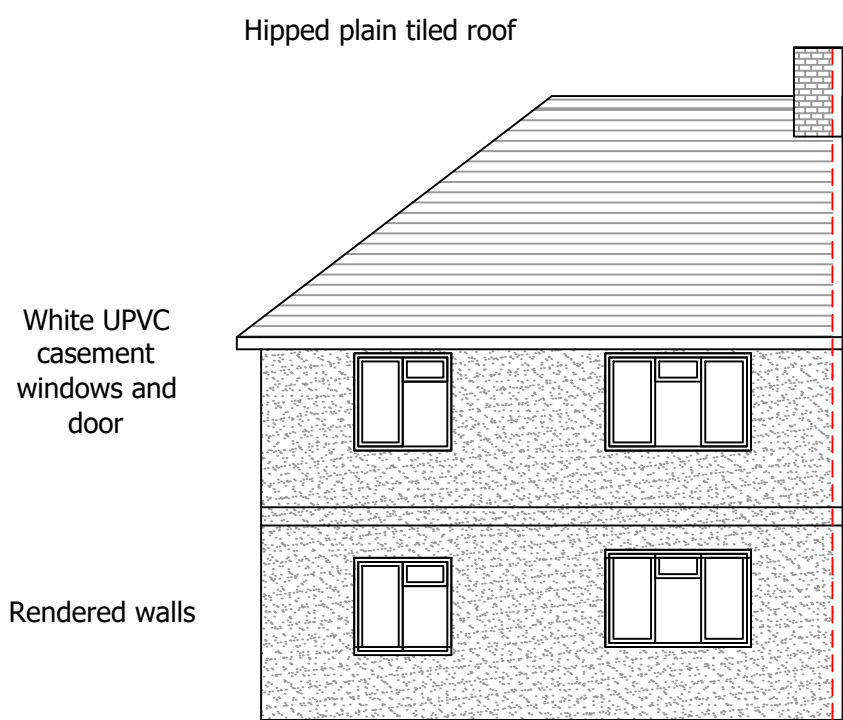 Hipped plain tiled roof
White UPVC
casement
windows and
door
Rendered walls